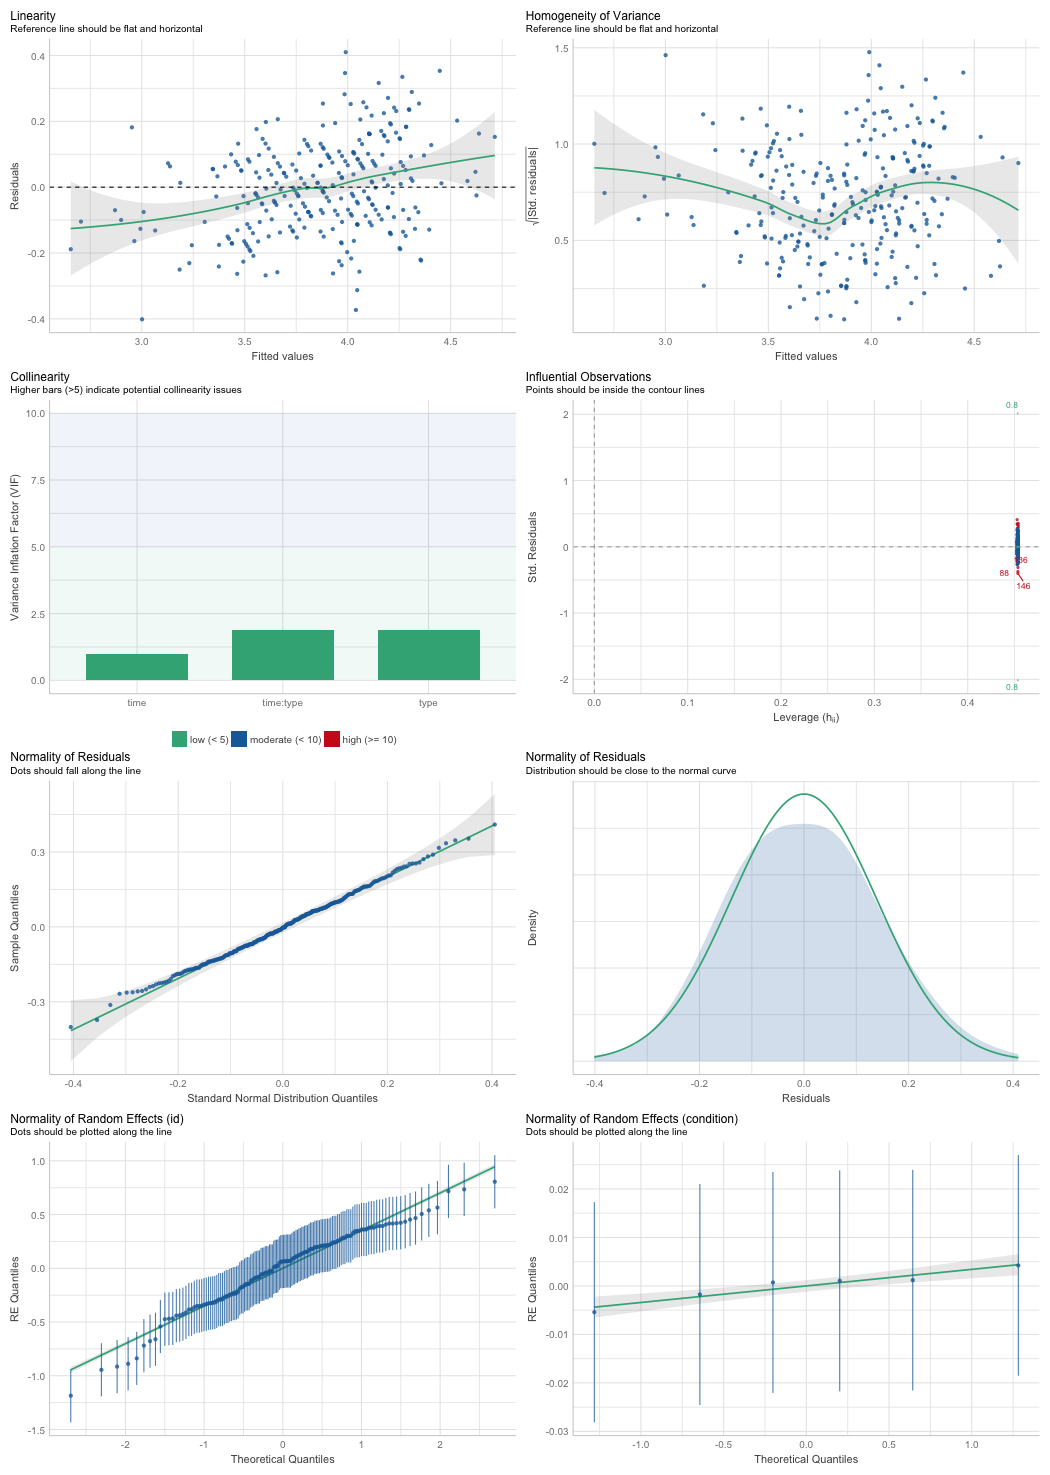 Linearity
Reference line should be flat and horizontal
Residuals
0.4
0.2
0.0
-0.2
-0.4
3.0 3.5 4.0 4.5
Fitted values
Homogeneity of Variance
Reference line should be flat and horizontal
√|Std. residuals|
1.5
1.0
0.5
3.0 3.5 4.0 4.5
Fitted values
Collinearity
Higher bars (>5) indicate potential collinearity issues
Variance Inflation Factor (VIF)
10.0
7.5
5.0
2.5
0.0
time time:type type
low (< 5) moderate (< 10) high (>= 10)
Influential Observations
Points should be inside the contour lines
Std. Residuals
0.8
2
1
0
88
146
-1
-2
0.8
0.0 0.1 0.2 0.3 0.4
Leverage (hii)
Normality of Residuals
Dots should fall along the line
Sample Quantiles
0.3
0.0
-0.3
-0.4 -0.2 0.0 0.2 0.4
Standard Normal Distribution Quantiles
Normality of Residuals
Distribution should be close to the normal curve
Density
-0.4 -0.2 0.0 0.2 0.4
Residuals
Normality of Random Effects (id)
Dots should be plotted along the line
RE Quantiles
1.0
0.5
0.0
-0.5
-1.0
-1.5
-2 -1 0 1 2
Theoretical Quantiles
Normality of Random Effects (condition)
Dots should be plotted along the line
RE Quantiles
0.02
0.01
0.00
-0.01
-0.02
-0.03
-1.0 -0.5 0.0 0.5 1.0
Theoretical Quantiles